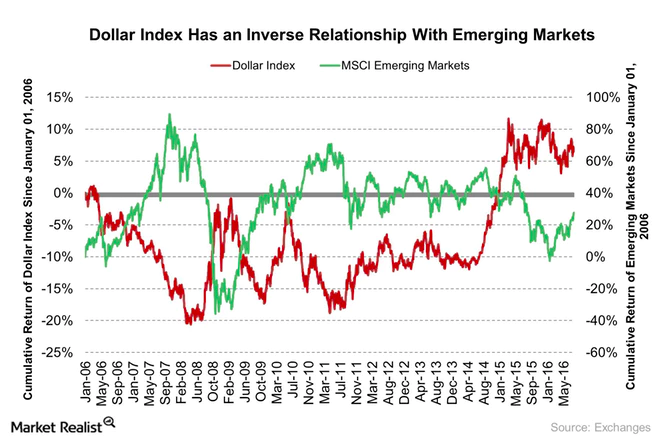 Dollar Index Has an Inverse Relationship With Emerging Markets
Dollar Index MSCI Emerging Markets
Cumulative Return of Dollar Index Since January 01, 2006
15%
10%
5%
0%
-5%
-10%
-15%
-20%
-25%
100%
80%
60%
40%
20%
0%
-20%
-40%
-60%
Cumulative Return of Emerging Markets Since January 01,
2006
Jan-06
May-06
Sep-06
Jan-07
May-07
Sep-07
Feb-08
Jun-08
Oct-08
Feb-09
Jun-09
Oct-09
Mar-10
Jul-10
Nov-10
Mar-11
Jul-11
Nov-11
Mar-12
Jul-12
Dec-12
Apr-13
Aug-13
Dec-13
Apr-14
Aug-14
Jan-15
May-15
Sep-15
Jan-16
May-16
Market Realist
Source: Exchanges